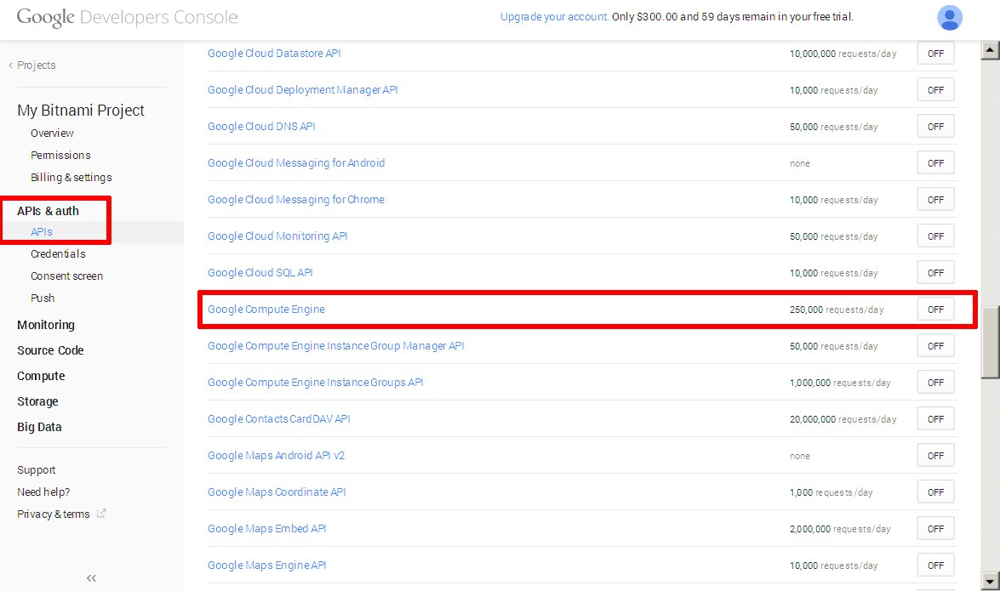 Google Developers Console
Upgrade your account. Only $300.00 and 59 days remain in your free trial.
‹ Projects
My Bitnami Project
Overview
Permissions
Billing & settings
APIs & auth
APIs
Credentials
Consent screen
Push
Monitoring
Source Code
Compute
Storage
Big Data
Support
Need help?
Privacy & terms
Google Cloud Datastore API 10,000,000 requests/day OFF
Google Cloud Deployment Manager API 10,000 requests/day OFF
Google Cloud DNS API 50,000 requests/day OFF
Google Cloud Messaging for Android none OFF
Google Cloud Messaging for Chrome 10,000 requests/day OFF
Google Cloud Monitoring API 50,000 requests/day OFF
Google Cloud SQL API 10,000 requests/day OFF
Google Compute Engine 250,000 requests/day OFF
Google Compute Engine Instance Group Manager API 50,000 requests/day OFF
Google Compute Engine Instance Groups API 1,000,000 requests/day OFF
Google Contacts CardDAV API 20,000,000 requests/day OFF
Google Maps Android API v2 none OFF
Google Maps Coordinate API 1,000 requests/day OFF
Google Maps Embed API 2,000,000 requests/day OFF
Google Maps Engine API 10,000 requests/day OFF